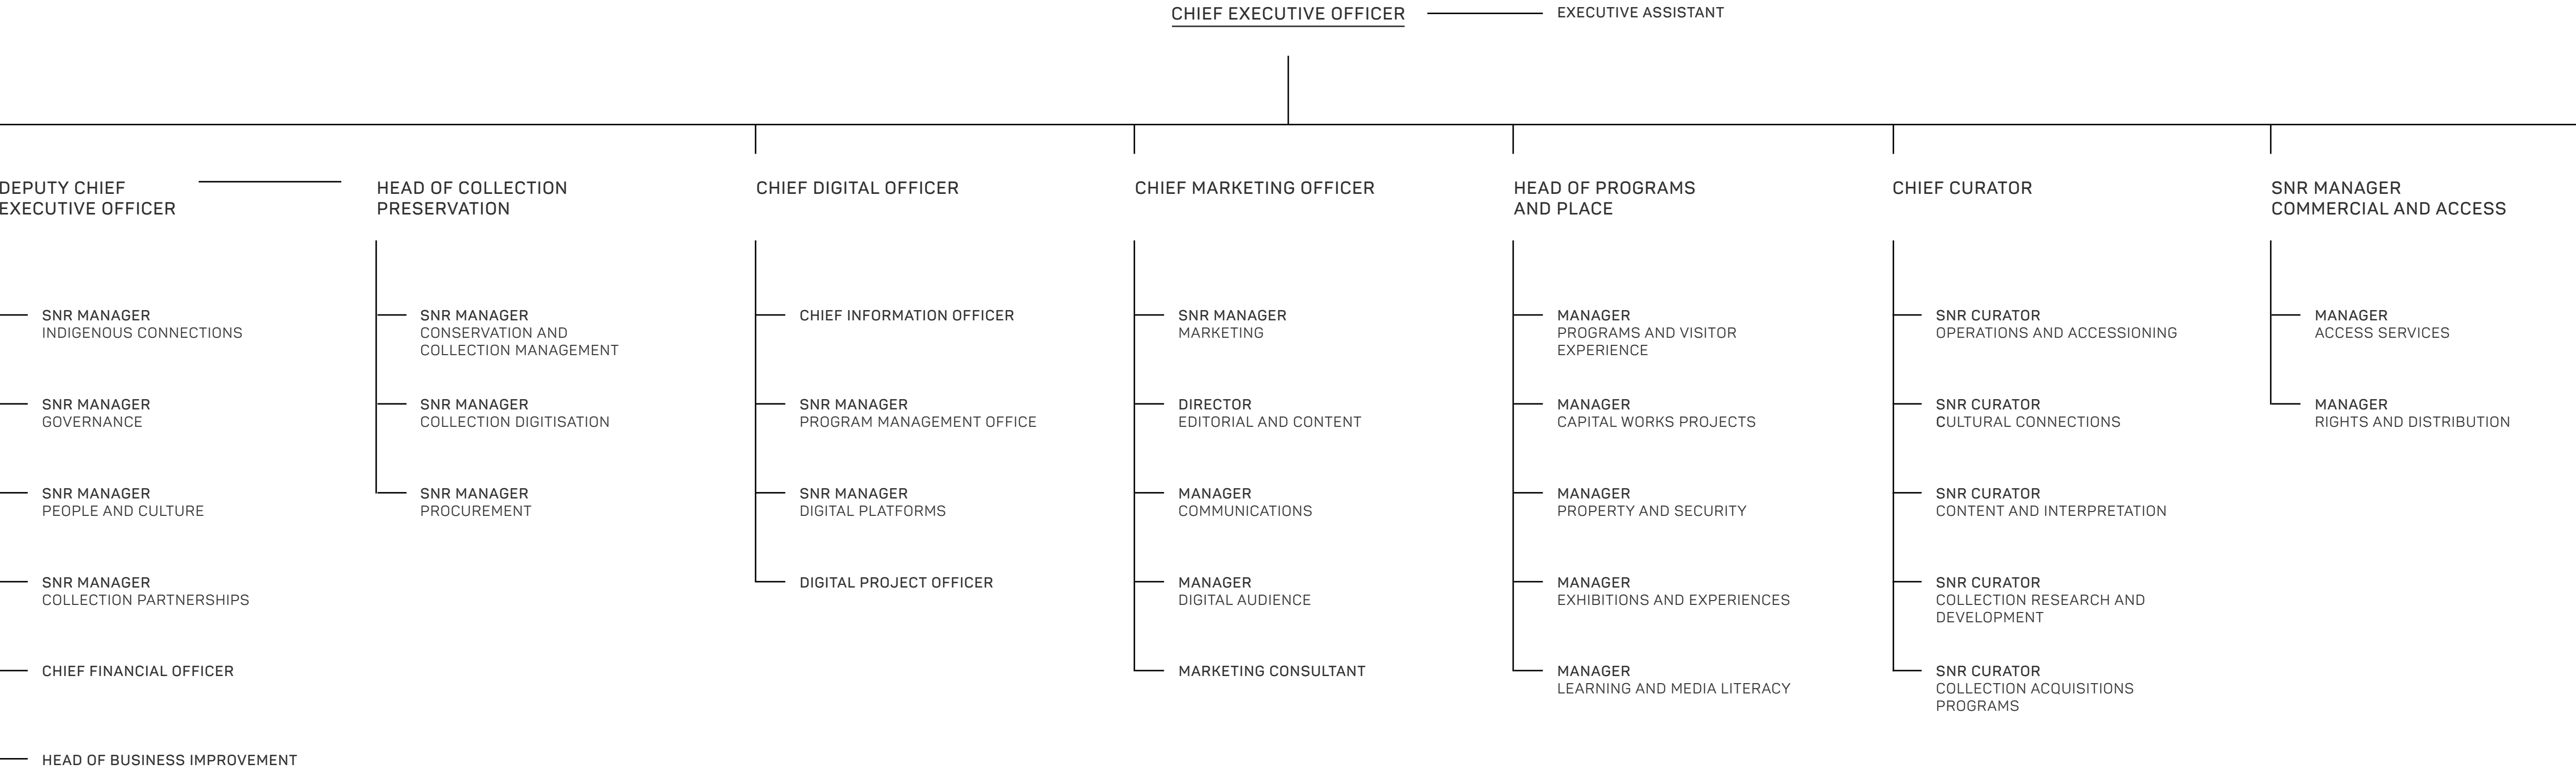 CHIEF EXECUTIVE OFFICER
EXECUTIVE ASSISTANT
DEPUTY CHIEF
EXECUTIVE OFFICER
SNR MANAGER
INDIGENOUS CONNECTIONS
SNR MANAGER
GOVERNANCE
SNR MANAGER
PEOPLE AND CULTURE
SNR MANAGER
COLLECTION PARTNERSHIPS
CHIEF FINANCIAL OFFICER
HEAD OF BUSINESS IMPROVEMENT
HEAD OF COLLECTION
PRESERVATION
SNR MANAGER
CONSERVATION AND
COLLECTION MANAGEMENT
SNR MANAGER
COLLECTION DIGITISATION
SNR MANAGER
PROCUREMENT
CHIEF DIGITAL OFFICER
CHIEF INFORMATION OFFICER
SNR MANAGER
PROGRAM MANAGEMENT OFFICE
SNR MANAGER
DIGITAL PLATFORMS
DIGITAL PROJECT OFFICER
CHIEF MARKETING OFFICER
SNR MANAGER
MARKETING
DIRECTOR
EDITORIAL AND CONTENT
MANAGER
COMMUNICATIONS
MANAGER
DIGITAL AUDIENCE
MARKETING CONSULTANT
HEAD OF PROGRAMS
AND PLACE
MANAGER
PROGRAMS AND VISITOR
EXPERIENCE
MANAGER
CAPITAL WORKS PROJECTS
MANAGER
PROPERTY AND SECURITY
MANAGER
EXHIBITIONS AND EXPERIENCES
MANAGER
LEARNING AND MEDIA LITERACY
CHIEF CURATOR
SNR CURATOR
OPERATIONS AND ACCESSIONING
SNR CURATOR
CULTURAL CONNECTIONS
SNR CURATOR
CONTENT AND INTERPRETATION
SNR CURATOR
COLLECTION RESEARCH AND
DEVELOPMENT
SNR CURATOR
COLLECTION ACQUISITIONS
PROGRAMS
SNR MANAGER
COMMERCIAL AND ACCESS
MANAGER
ACCESS SERVICES
MANAGER
RIGHTS AND DISTRIBUTION